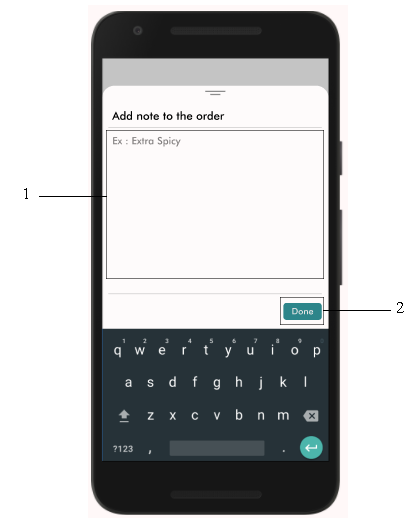 Add note to the order
Ex : Extra Spicy
1
Done
2
1 2 3 4 5 6 7 8 9 0
q w e r t y u i o p
a s d f g h j k l
z x c v b n m
?123 , .